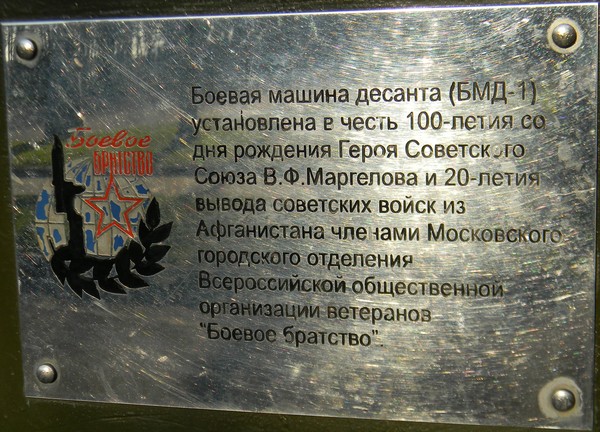 Боевое
БРАТСТВО
Боевая машина десанта (БМД-1)
установлена в честь 100-летия со
дня рождения Героя Советского
Союза В.Ф.Маргелова и 20-летия
вывода советских войск из
Афганистана членами Московского
городского отделения
Всероссийской общественной
организации ветеранов
"Боевое братство".